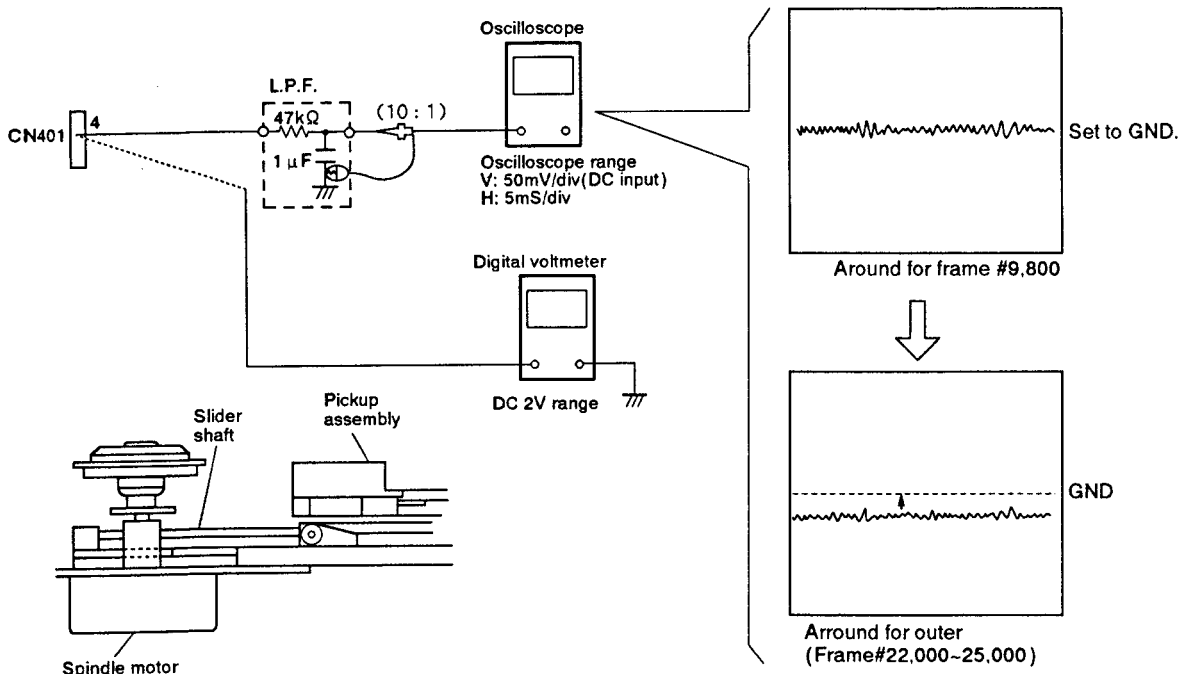 Oscilloscope
L.P.F.
47kΩ
(10 : 1)
CN401
4
1 μF
Oscilloscope range
V: 50mV/div(DC input)
H: 5mS/div
Set to GND.
Around for frame #9,800
Digital voltmeter
DC 2V range
Slider
shaft
Pickup
assembly
Spindle motor
GND
Arround for outer
(Frame#22,000~25,000)